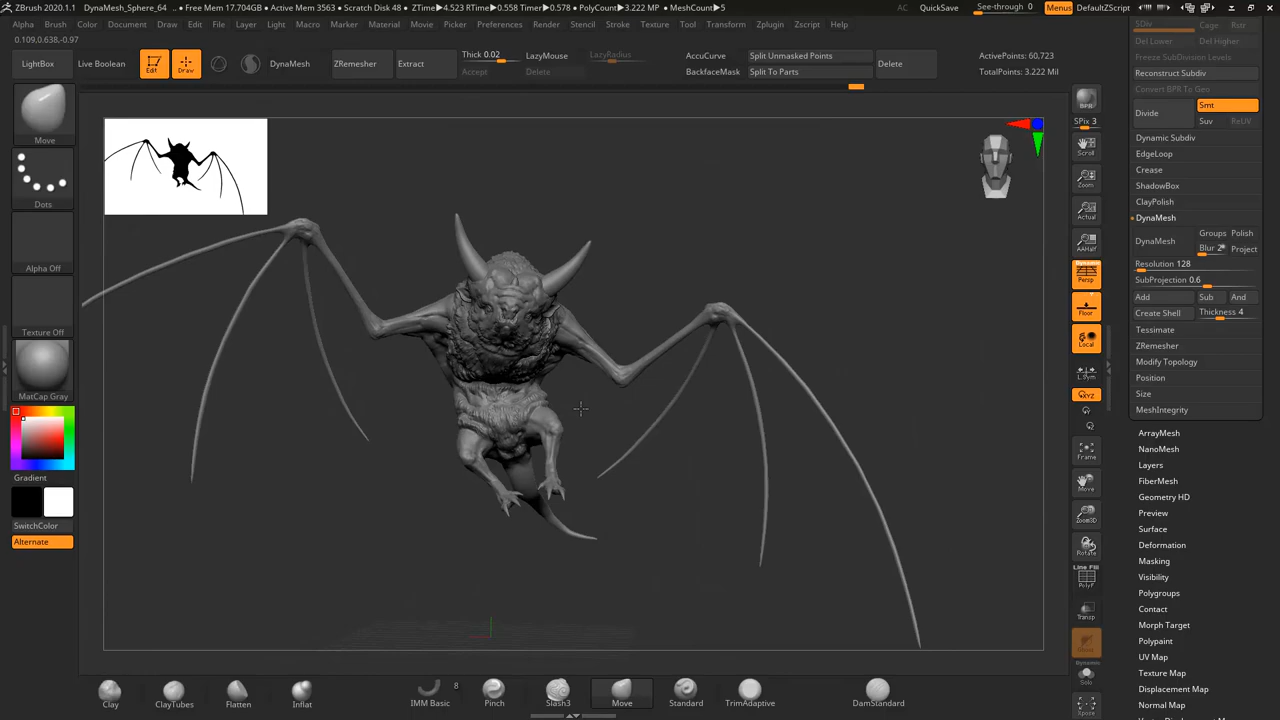 ZBrush 2020.1.1 DynaMesh_Sphere_64 ... • Free Mem 17.704GB • Active Mem 3563 • Scratch Disk 48 • ZTime▶4.523 RTime▶0.558 Timer▶0.578 • PolyCount▶3.222 MP • MeshCount▶5 AC QuickSave See-through 0 Menus DefaultZScript
Alpha Brush Color Document Draw Edit File Layer Light Macro Marker Material Movie Picker Preferences Render Stencil Stroke Texture Tool Transform Zplugin Zscript Help
0.109,0.638,-0.97
LightBox Live Boolean Edit Draw DynaMesh ZRemesher Extract
Thick 0.02 LazyMouse LazyRadius
Accept Delete
AccuCurve Split Unmasked Points
BackfaceMask Split To Parts
Delete
ActivePoints: 60,723
TotalPoints: 3.222 Mil
Move
Dots
Alpha Off
Texture Off
MatCap Gray
Gradient
SwitchColor
Alternate
BPR
SPix 3
Scroll
Zoom
Actual
AAHalf
Dynamic
Persp
Floor
Local
L.Sym
XYZ
Frame
Move
Zoom3D
Rotate
Line Fill
PolyF
Transp
Dynamic
Solo
Xpose
SDiv Cage Rstr
Del Lower Del Higher
Freeze SubDivision Levels
Reconstruct Subdiv
Convert BPR To Geo
Divide Smt
Suv ReUV
Dynamic Subdiv
EdgeLoop
Crease
ShadowBox
ClayPolish
DynaMesh
DynaMesh Groups Polish
Blur 2 Project
Resolution 128
SubProjection 0.6
Add Sub And
Create Shell Thickness 4
Tessimate
ZRemesher
Modify Topology
Position
Size
MeshIntegrity
ArrayMesh
NanoMesh
Layers
FiberMesh
Geometry HD
Preview
Surface
Deformation
Masking
Visibility
Polygroups
Contact
Morph Target
Polypaint
UV Map
Texture Map
Displacement Map
Normal Map
Clay ClayTubes Flatten Inflat IMM Basic 8 Pinch Slash3 Move Standard TrimAdaptive DamStandard